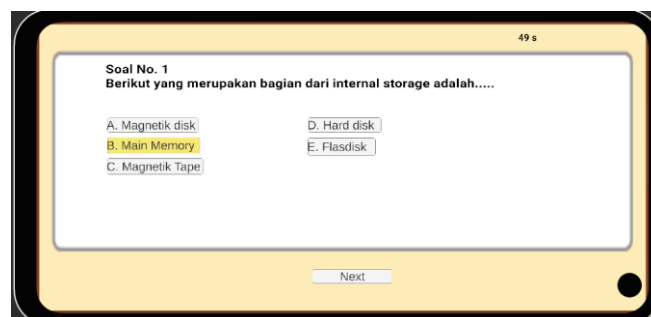 49 s
Soal No. 1
Berikut yang merupakan bagian dari internal storage adalah.....
A. Magnetik disk
B. Main Memory
C. Magnetik Tape
D. Hard disk
E. Flasdisk
Next